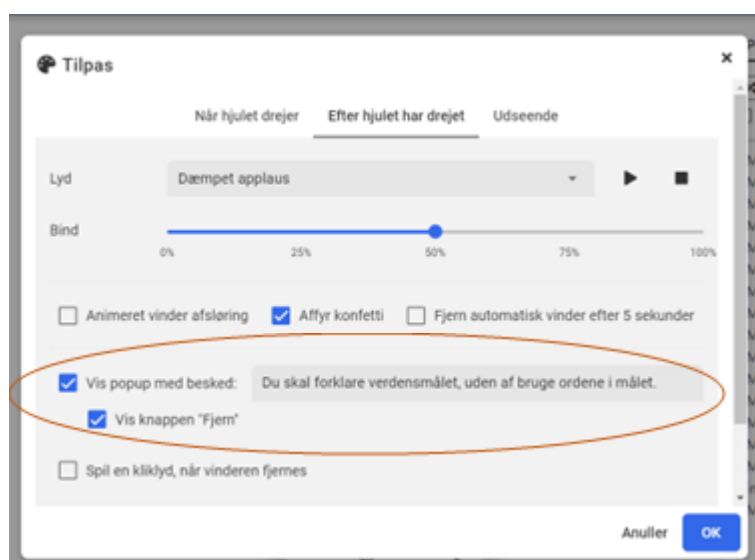 Tilpas
Når hjulet drejer Efter hjulet har drejet Udseende
Lyd Dæmpet applaus
Bind
0% 25% 50% 75% 100%
Animeret vinder afsløring Affyr konfetti Fjern automatisk vinder efter 5 sekunder
Vis popup med besked: Du skal forklare verdensmålet, uden af bruge ordene i målet.
Vis knappen "Fjern"
Spil en kliklyd, når vinderen fjernes
Anuller OK